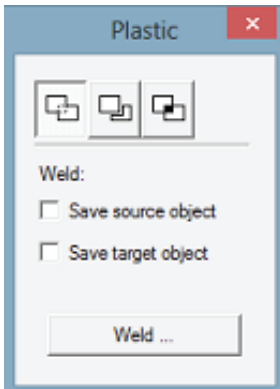 Plastic
Weld:
Save source object
Save target object
Weld ...